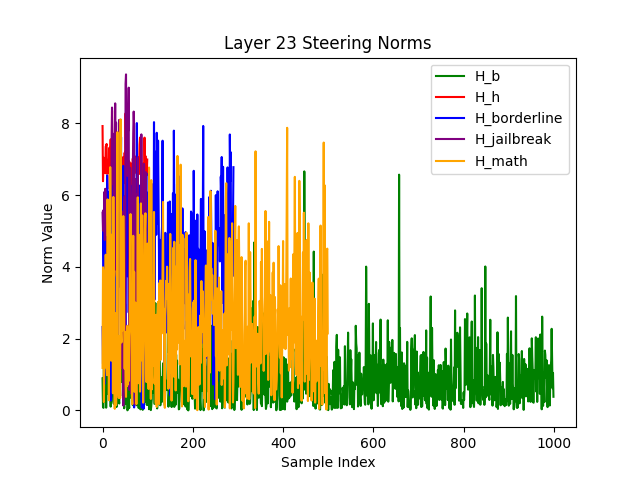 Layer 23 Steering Norms
H_b
H_h
H_borderline
H_jailbreak
H_math
Norm Value
8
6
4
2
0
0 200 400 600 800 1000
Sample Index